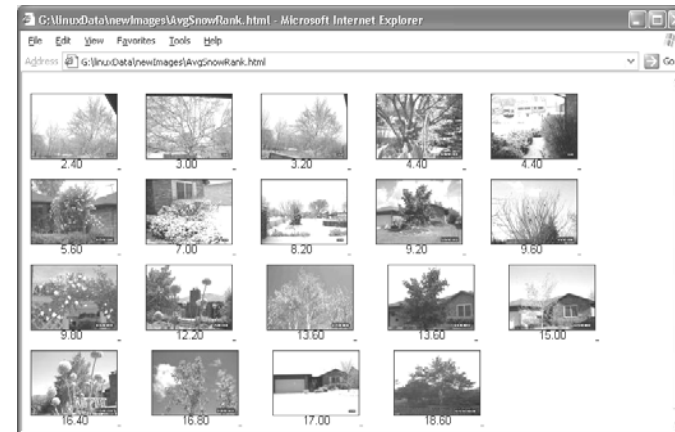 G:\linuxData\newImages\AvgSnowRank.html - Microsoft Internet Explorer
File Edit View Favorites Tools Help
Address G:\linuxData\newImages\AvgSnowRank.html Go
2.40 3.00 3.20 4.40 4.40
5.60 7.00 8.20 9.20 9.60
9.80 12.20 13.60 13.60 15.00
16.40 16.80 17.00 18.60